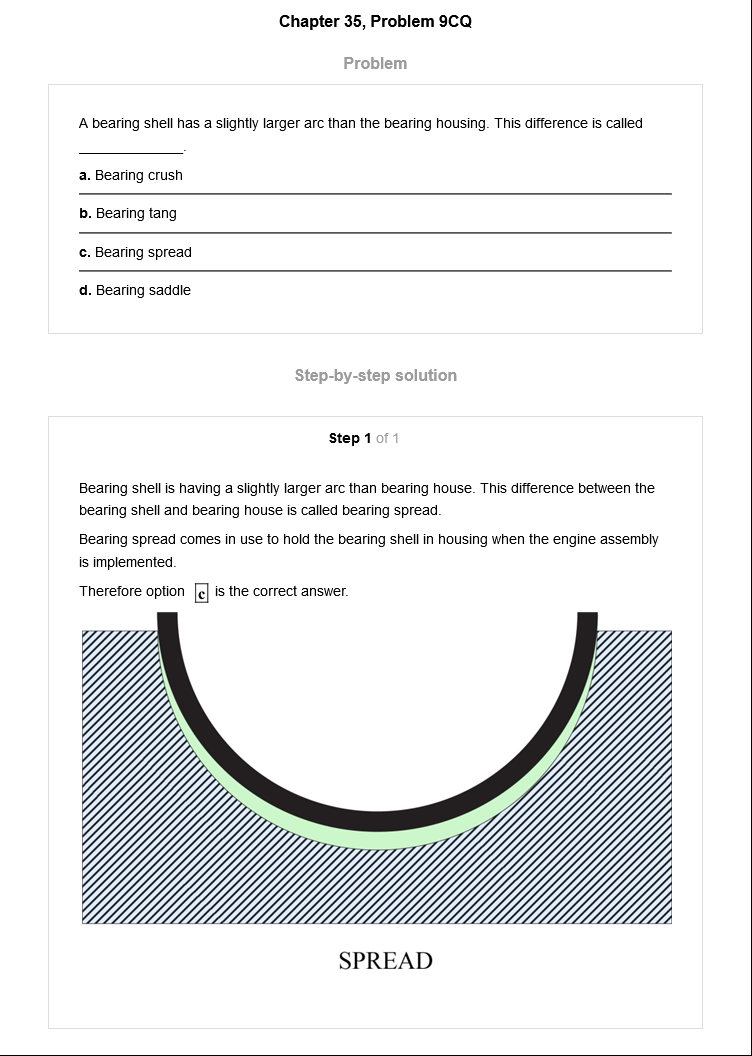 Chapter 35, Problem 9CQ
Problem
A bearing shell has a slightly larger arc than the bearing housing. This difference is called
_____________.
a. Bearing crush
b. Bearing tang
c. Bearing spread
d. Bearing saddle
Step-by-step solution
Step 1 of 1
Bearing shell is having a slightly larger arc than bearing house. This difference between the
bearing shell and bearing house is called bearing spread.
Bearing spread comes in use to hold the bearing shell in housing when the engine assembly
is implemented.
Therefore option c is the correct answer.
SPREAD